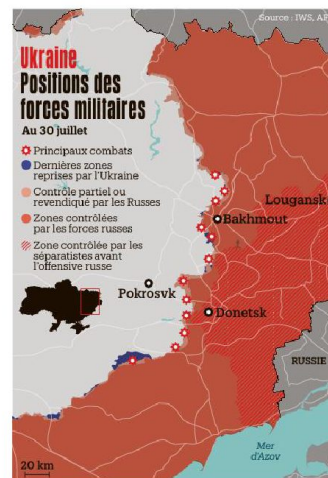 Source : IWS, AF
Ukraine
Positions des
forces militaires
Au 30 juillet
Principaux combats
Dernières zones
reprises par l'Ukraine
Contrôle partiel ou
revendiqué par les Russes
Zones contrôlées
par les forces russes
Zone contrôlée par les
séparatistes avant
l'offensive russe
Lougansk
Bakhmout
Pokrosvk
Donetsk
RUSSIE
Mer
d'Azov
20 km